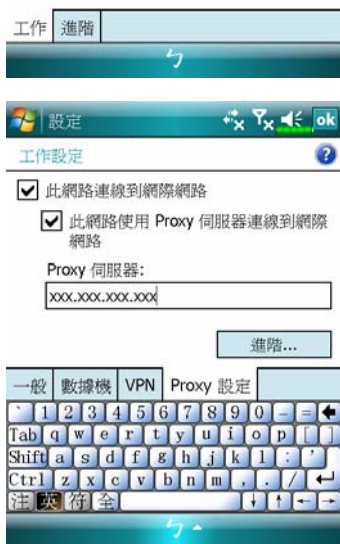 工作 進階
ㄅ
設定 ok
工作設定 ?
此網路連線到網際網路
此網路使用 Proxy 伺服器連線到網際
網路
Proxy 伺服器:
xxx.xxx.xxx.xxx
進階...
一般 數據機 VPN Proxy 設定
` 1 2 3 4 5 6 7 8 9 0 - =
Tab q w e r t y u i o p [ ]
Shift a s d f g h j k l ; '
Ctrl z x c v b n m , . /
注 英 符 全
ㄅ